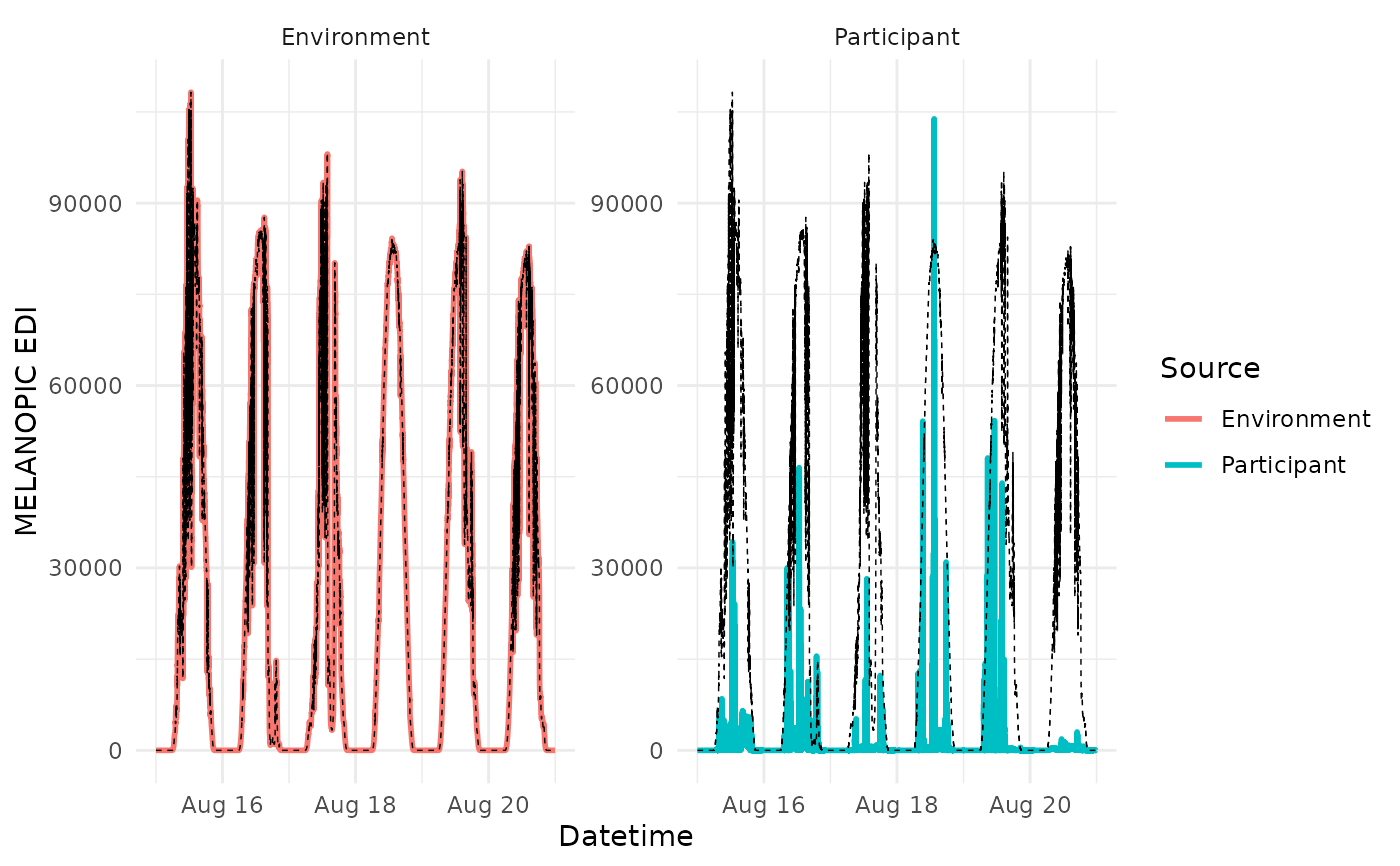 Environment
Participant
MELANOPIC EDI
90000
60000
30000
0
90000
60000
30000
0
Aug 16
Aug 18
Aug 20
Aug 16
Aug 18
Aug 20
Datetime
Source
Environment
Participant